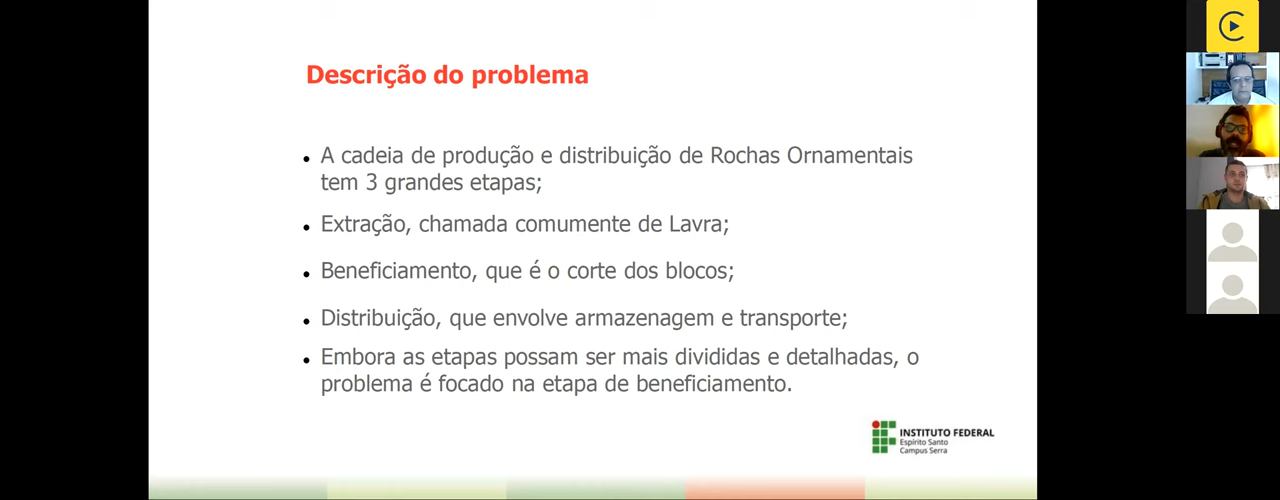 Descrição do problema
A cadeia de produção e distribuição de Rochas Ornamentais
tem 3 grandes etapas;
Extração, chamada comumente de Lavra;
Beneficiamento, que é o corte dos blocos;
Distribuição, que envolve armazenagem e transporte;
Embora as etapas possam ser mais divididas e detalhadas, o
problema é focado na etapa de beneficiamento.
INSTITUTO FEDERAL
Espírito Santo
Campus Serra